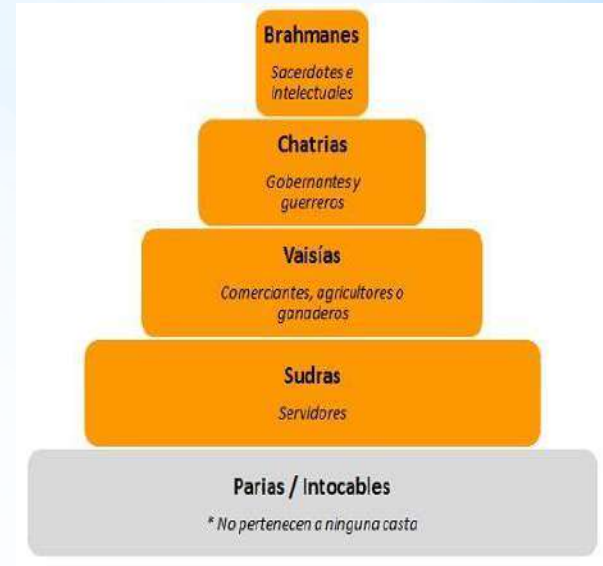 Brahmanes
Sacerdotes e
intelectuales
Chatrias
Gobernantes y
guerreros
Vaisías
Comerciantes, agricultores o
ganaderos
Sudras
Servidores
Parias / Intocables
* No pertenecen a ninguna casta